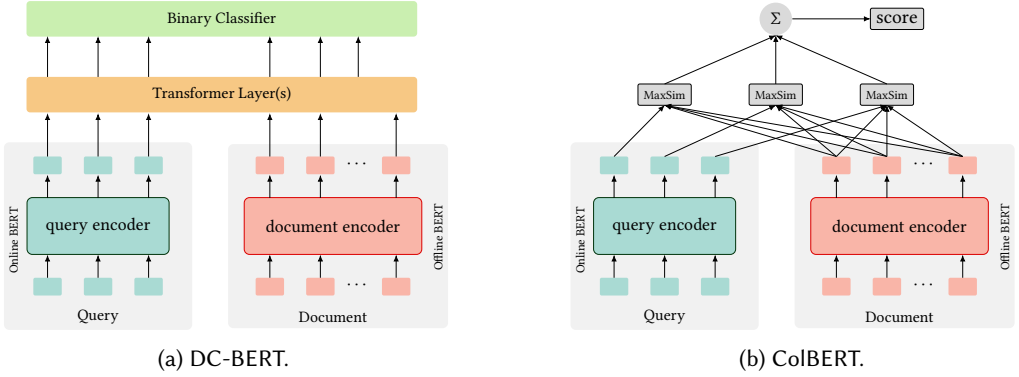 Binary Classifier
Transformer Layer(s)
Online BERT
query encoder
Query
document encoder
Offline BERT
Document
(a) DC-BERT.
Σ
score
MaxSim
MaxSim
MaxSim
Online BERT
query encoder
Query
document encoder
Offline BERT
Document
(b) ColBERT.